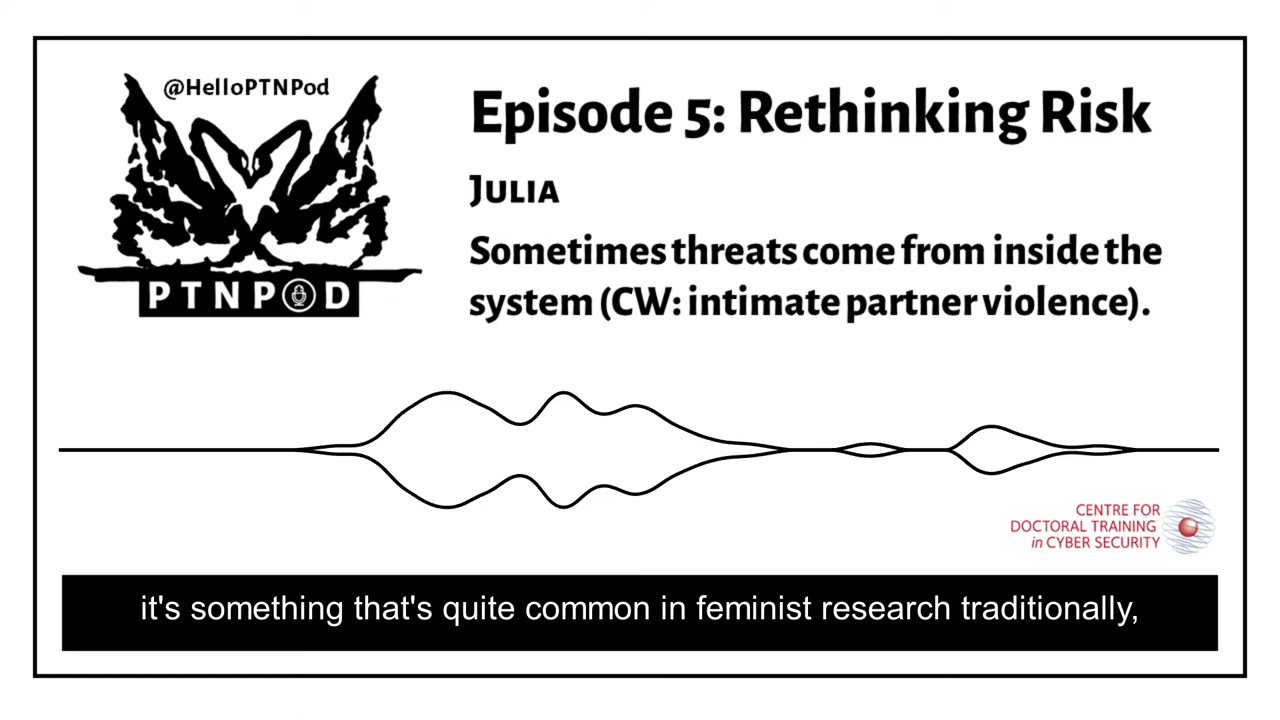 @HelloPTNPod
PTNPOD
Episode 5: Rethinking Risk
Julia
Sometimes threats come from inside the
system (CW: intimate partner violence).
CENTRE FOR
DOCTORAL TRAINING
in CYBER SECURITY
it's something that's quite common in feminist research traditionally,